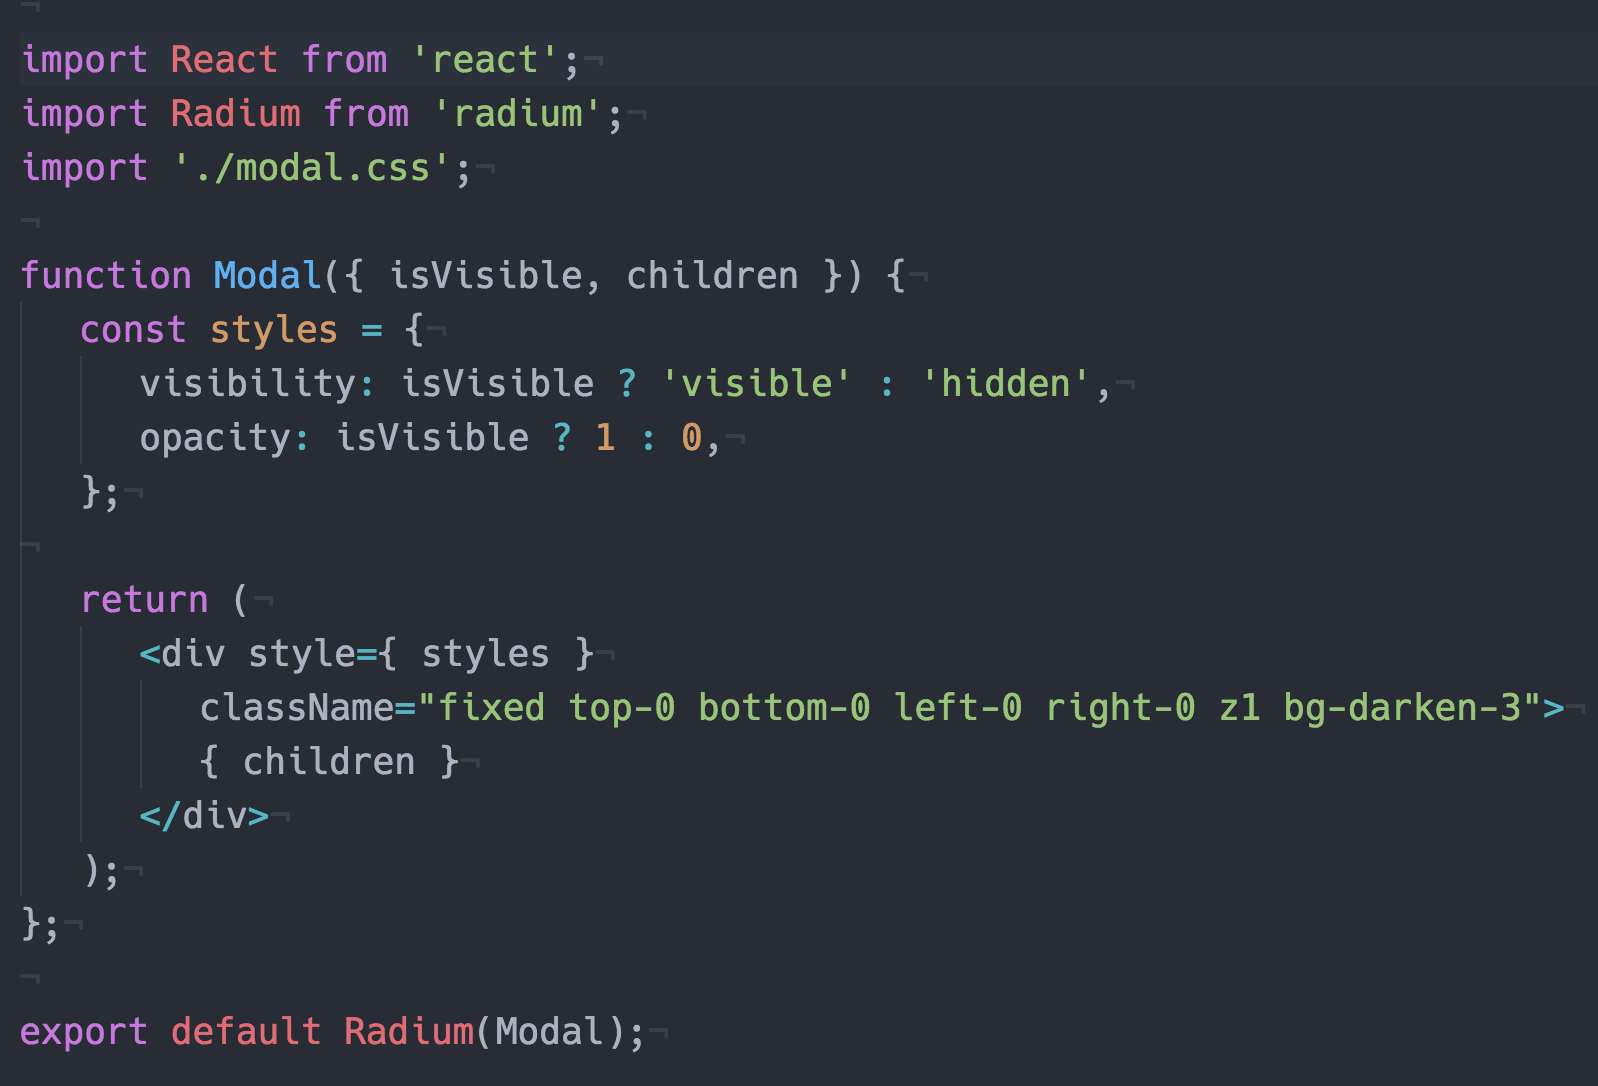 import React from 'react';¬
import Radium from 'radium';¬
import './modal.css';¬
¬
function Modal({ isVisible, children }) {¬
   const styles = {¬
      visibility: isVisible ? 'visible' : 'hidden',¬
      opacity: isVisible ? 1 : 0,¬
   };¬
¬
   return (¬
      <div style={ styles }¬
         className="fixed top-0 bottom-0 left-0 right-0 z1 bg-darken-3">¬
         { children }¬
      </div>¬
   );¬
};¬
¬
export default Radium(Modal);¬